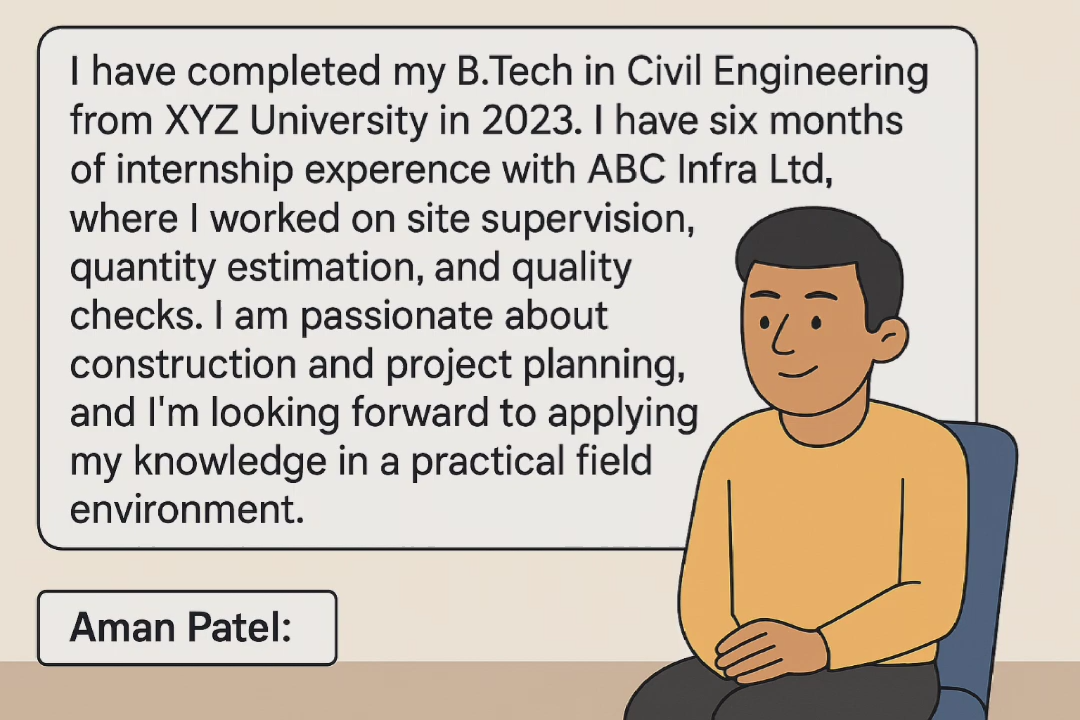 I have completed my B.Tech in Civil Engineering
from XYZ University in 2023. I have six months
of internship experence with ABC Infra Ltd,
where I worked on site supervision,
quantity estimation, and quality
checks. I am passionate about
construction and project planning,
and I'm looking forward to applying
my knowledge in a practical field
environment.
Aman Patel: